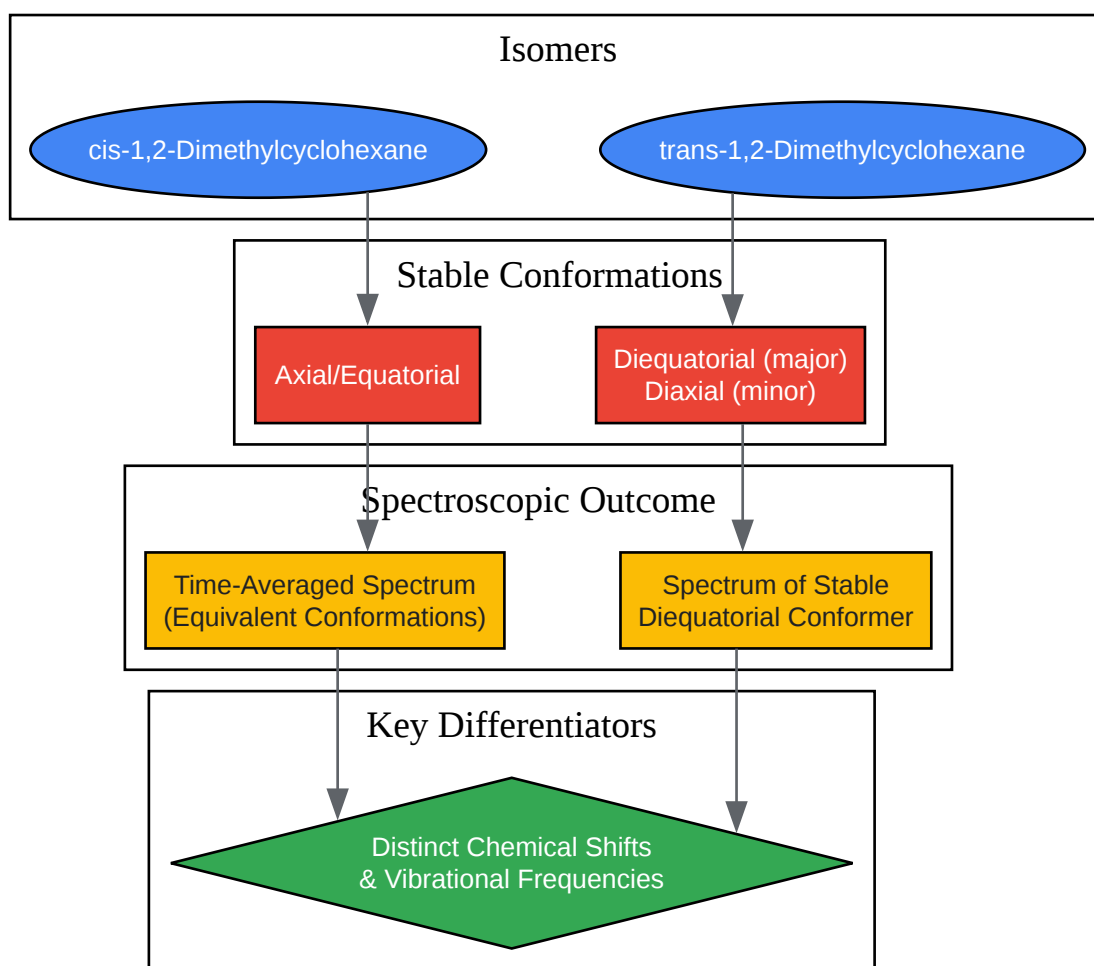 Isomers
cis-1,2-Dimethylcyclohexane
trans-1,2-Dimethylcyclohexane
Stable Conformations
Axial/Equatorial
Diequatorial (major)
Diaxial (minor)
Spectroscopic Outcome
Time-Averaged Spectrum
(Equivalent Conformations)
Spectrum of Stable
Diequatorial Conformer
Key Differentiators
Distinct Chemical Shifts
& Vibrational Frequencies